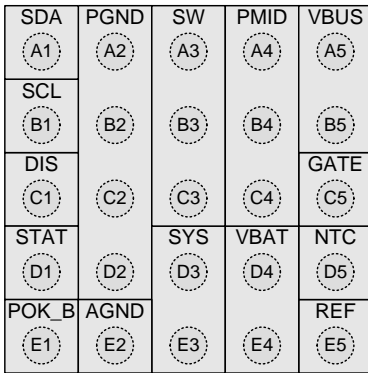 SDA PGND SW PMID VBUS
A1 A2 A3 A4 A5
SCL
B1 B2 B3 B4 B5
DIS GATE
C1 C2 C3 C4 C5
STAT SYS VBAT NTC
D1 D2 D3 D4 D5
POK_B AGND REF
E1 E2 E3 E4 E5